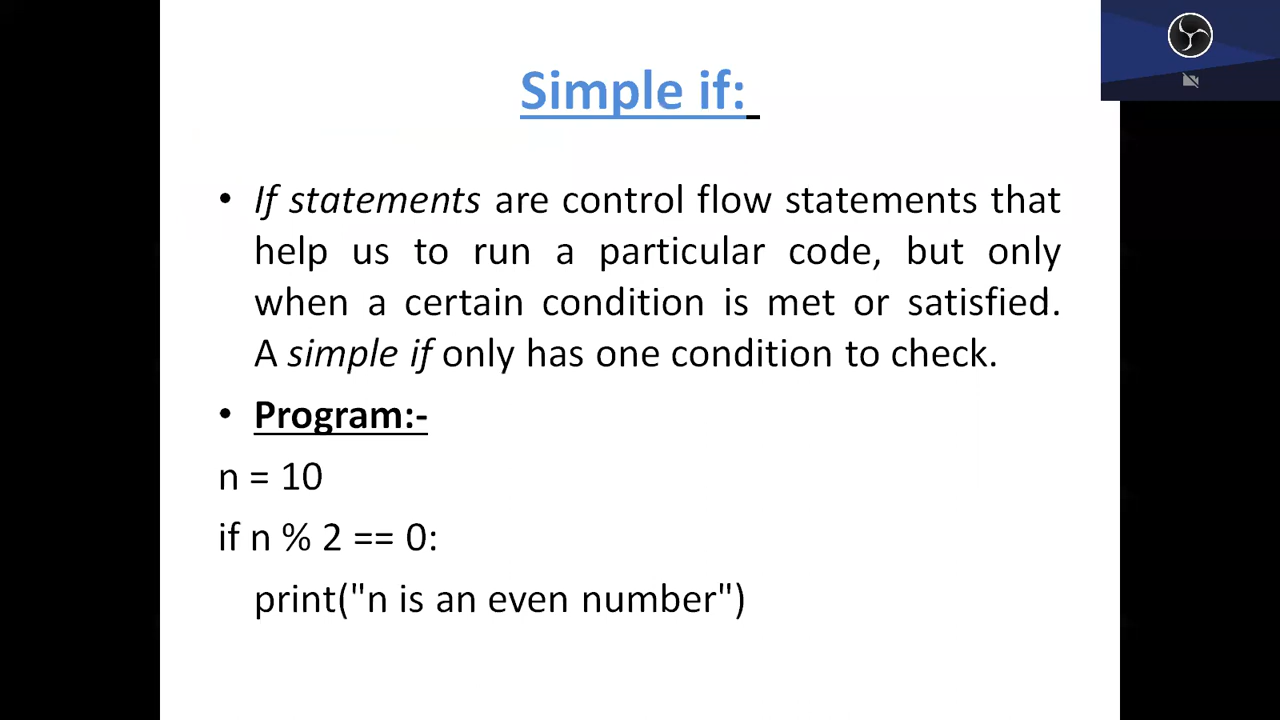 Simple if:
• If statements are control flow statements that
help us to run a particular code, but only
when a certain condition is met or satisfied.
A simple if only has one condition to check.
• Program:-
n = 10
if n % 2 == 0:
print("n is an even number")